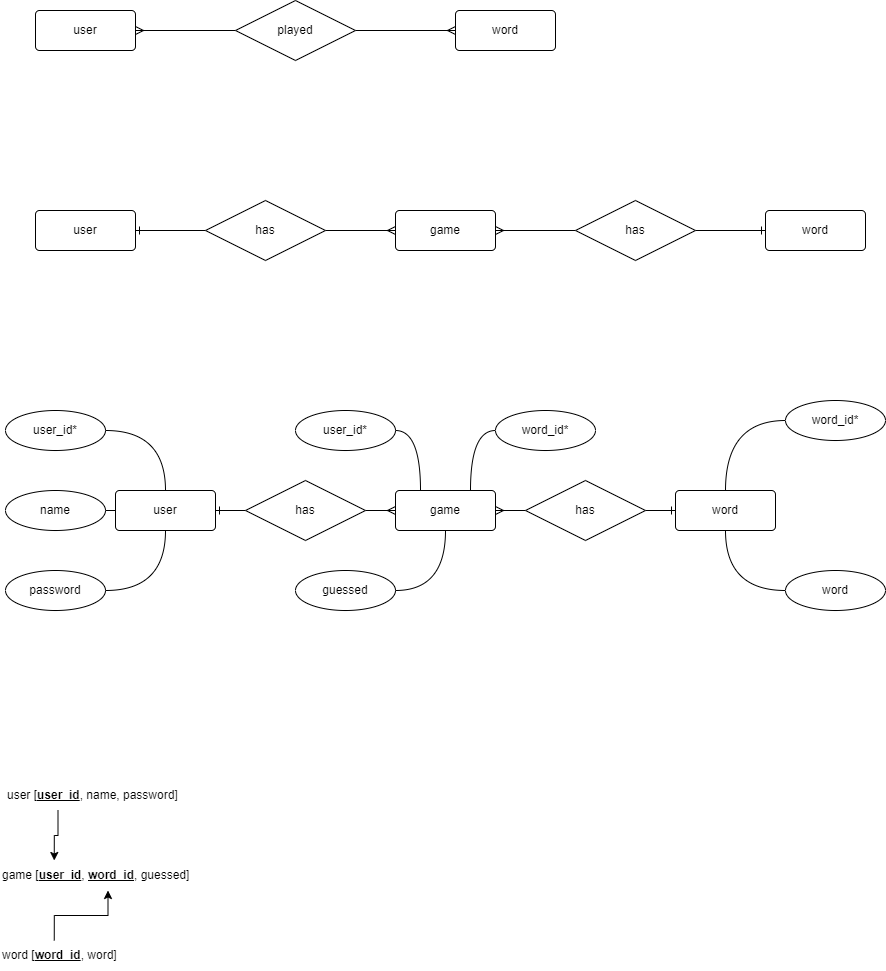 user played word
user has game has word
user_id* user_id* word_id* word_id*
name user has game has word
password guessed word
user [user_id, name, password]
game [user_id, word_id, guessed]
word [word_id, word]